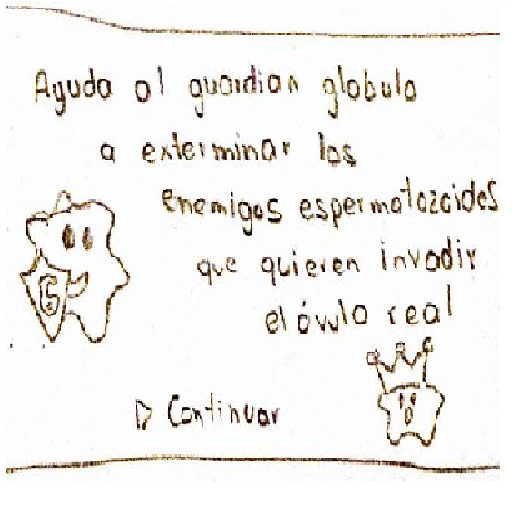 Ayuda al guardian globulo
a exterminar los
enemigos espermatozoides
que quieren invadir
el óvulo real
G
▷ Continuar